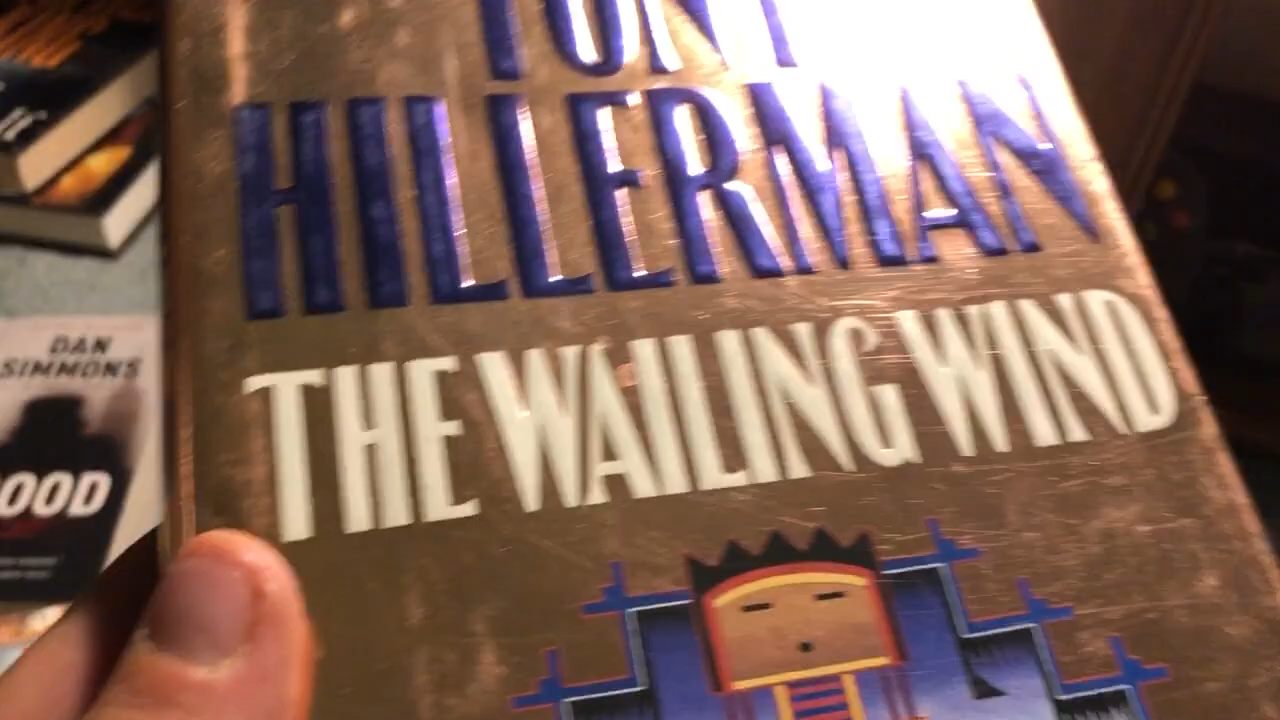 TONY
HILLERMAN
THE WAILING WIND
DAN
SIMMONS
OOD